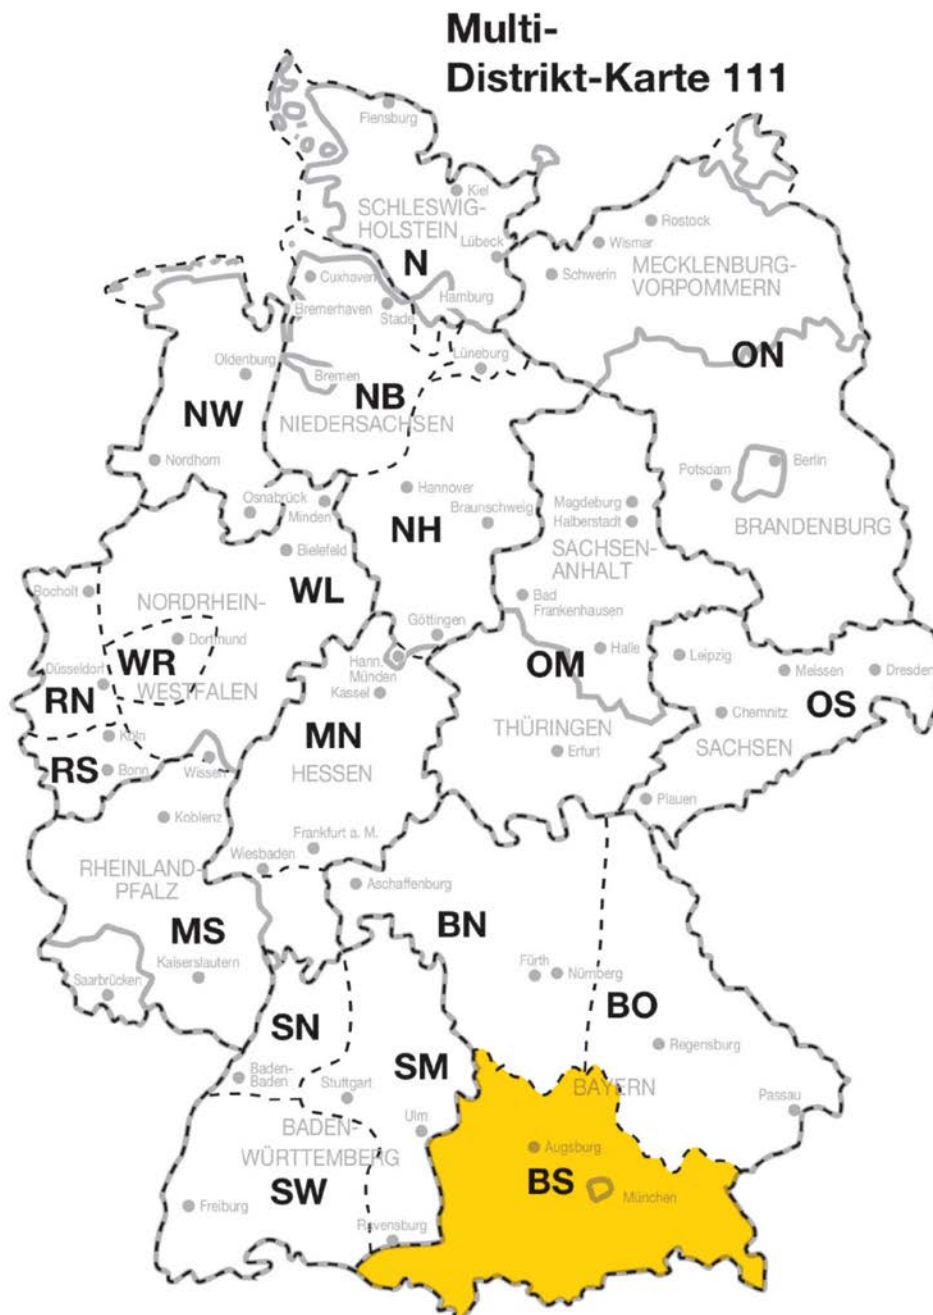 Multi-
Distrikt-Karte 111
Flensburg
Kiel
SCHLESWIG-
HOLSTEIN
Rostock
Lübeck
Wismar
N
Schwerin
MECKLENBURG-
VORPOMMERN
Cuxhaven
Hamburg
Bremerhaven
Stade
Oldenburg
Lüneburg
ON
Bremen
NB
NW
NIEDERSACHSEN
Nordhorn
Berlin
Potsdam
Osnabrück
Hannover
Minden
Braunschweig
Magdeburg
Halberstadt
BRANDENBURG
NH
SACHSEN-
ANHALT
Bielefeld
Bocholt
NORDRHEIN-
WL
Bad
Frankenhausen
Göttingen
Dortmund
WR
Halle
Leipzig
Düsseldorf
Hann.
Münden
OM
Meissen
Dresden
WESTFALEN
Kassel
RN
OS
Chemnitz
THÜRINGEN
MN
Köln
SACHSEN
Erfurt
RS
Bonn
Wissen
HESSEN
Plauen
Koblenz
Frankfurt a. M.
Wiesbaden
RHEINLAND-
PFALZ
Aschaffenburg
MS
BN
Kaiserslautern
Fürth
Nürnberg
Saarbrücken
BO
SN
Regensburg
Baden-
Baden
SM
Stuttgart
BAYERN
Passau
Ulm
BADEN-
WÜRTTEMBERG
Augsburg
SW
BS
München
Freiburg
Ravensburg